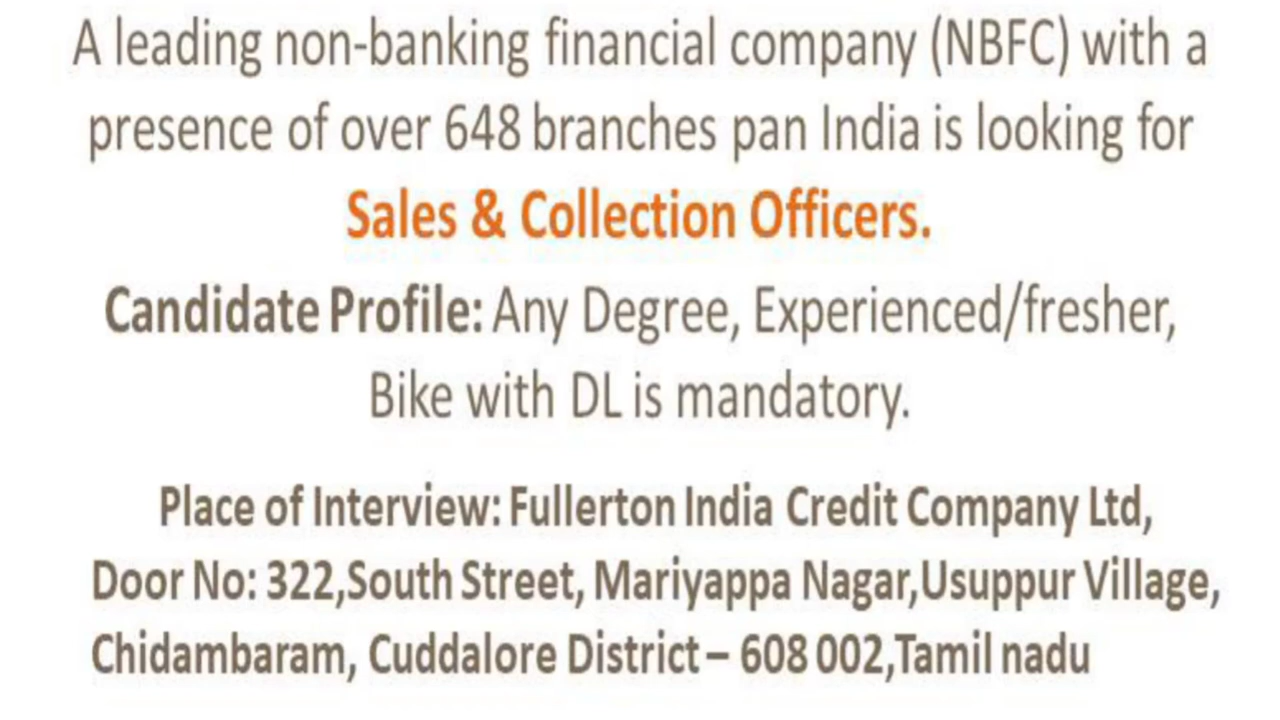 A leading non-banking financial company (NBFC) with a
presence of over 648 branches pan India is looking for
Sales & Collection Officers.
Candidate Profile: Any Degree, Experienced/fresher,
Bike with DL is mandatory.
Place of Interview: Fullerton India Credit Company Ltd,
Door No: 322,South Street, Mariyappa Nagar,Usuppur Village,
Chidambaram, Cuddalore District – 608 002,Tamil nadu